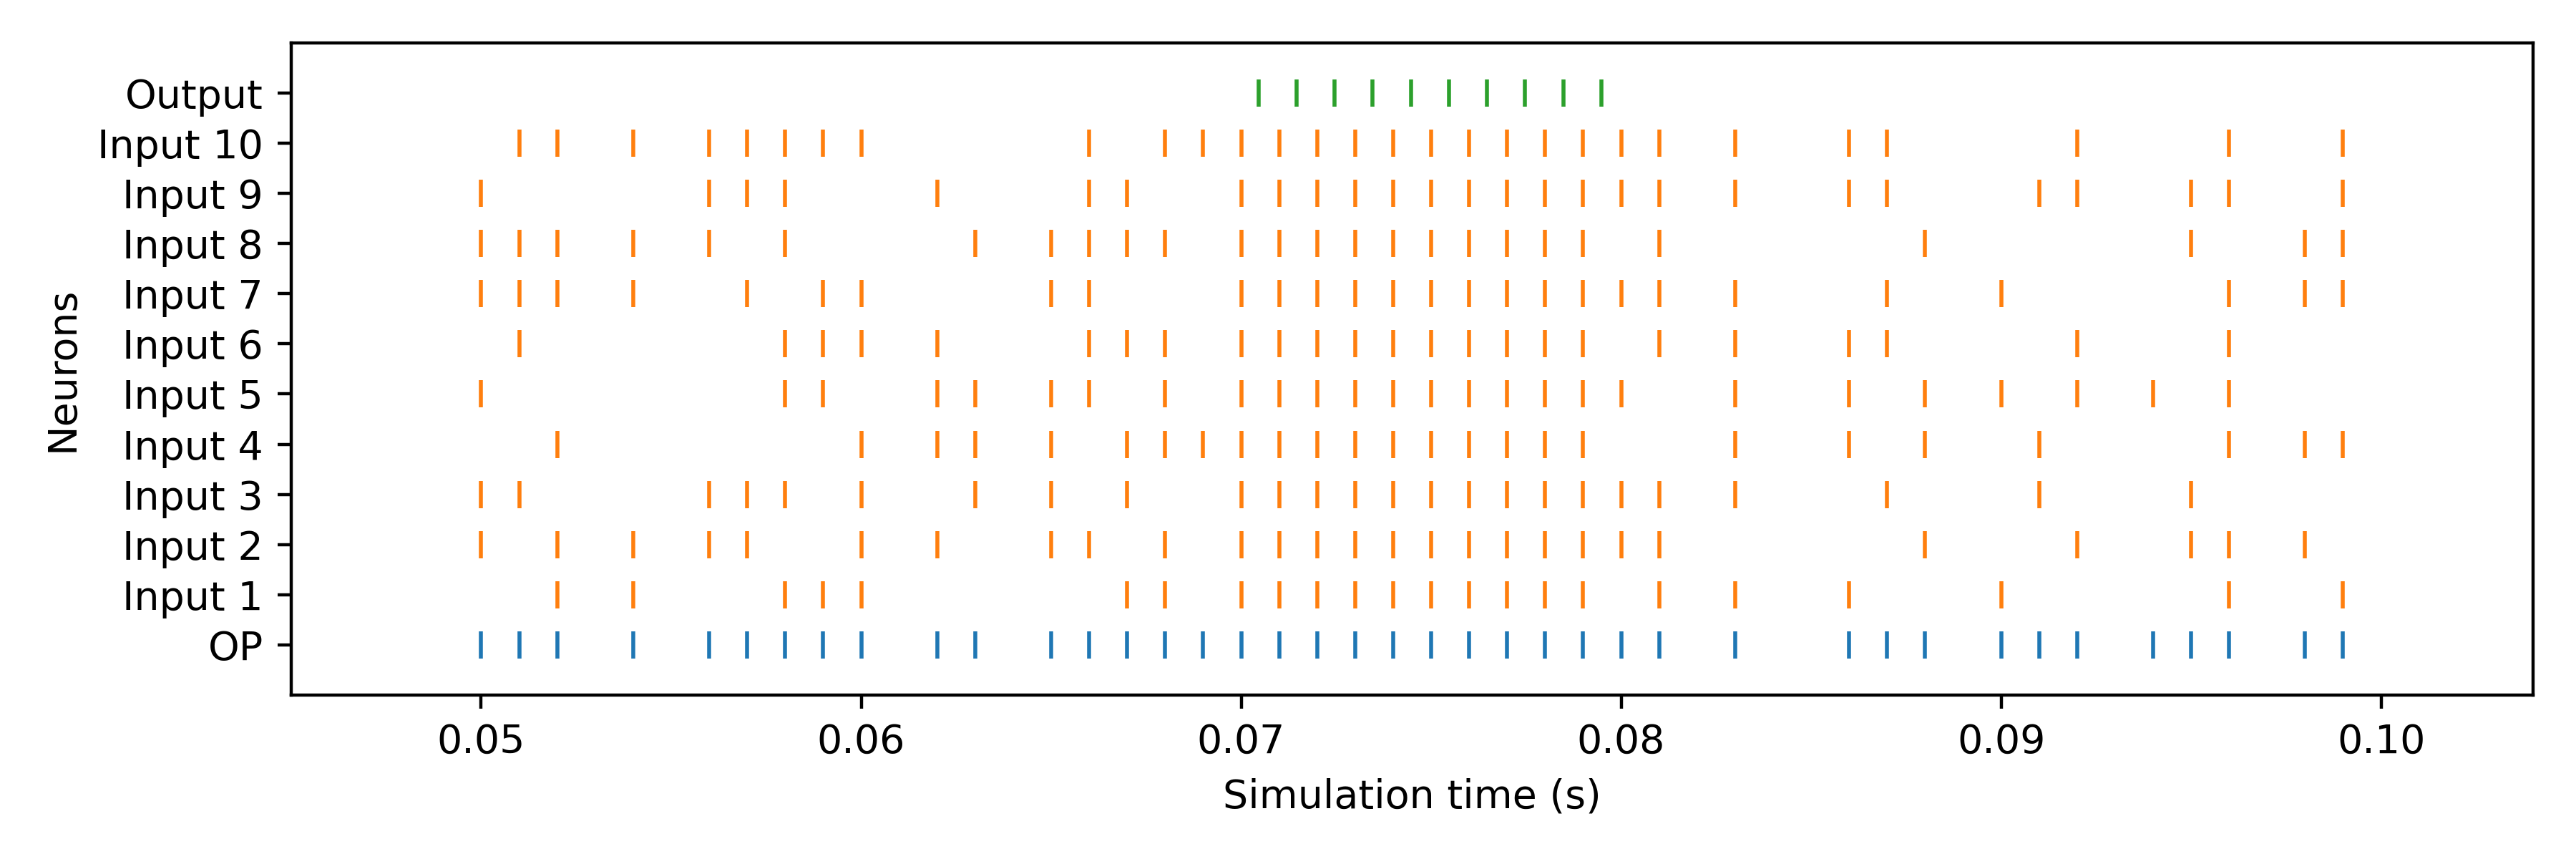 Output
Input 10
Input 9
Input 8
Input 7
Input 6
Input 5
Input 4
Input 3
Input 2
Input 1
OP
Neurons
0.05 0.06 0.07 0.08 0.09 0.10
Simulation time (s)